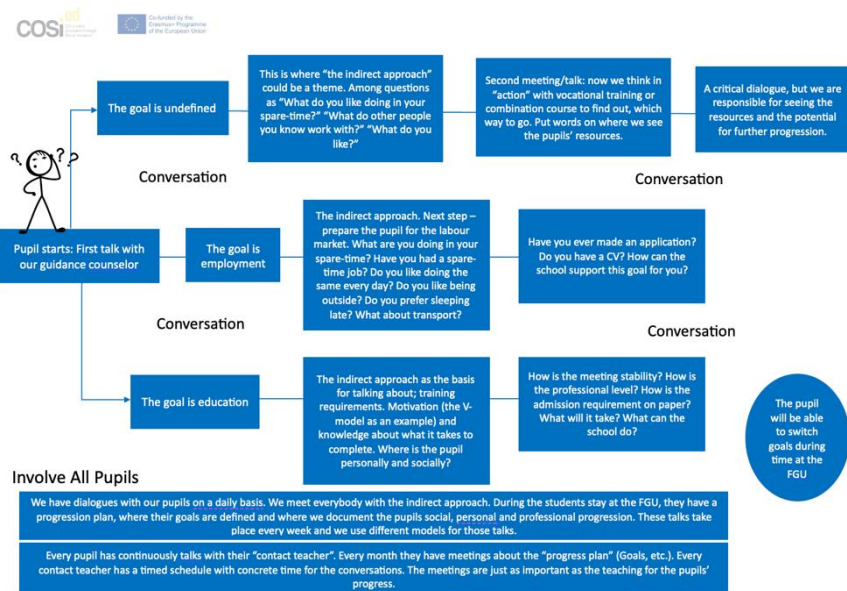 COSi.ed
Co-funded by the
Erasmus+ Programme
of the European Union
The goal is undefined
This is where “the indirect approach”
could be a theme. Among questions
as “What do you like doing in your
spare-time?” “What do other people
you know work with?” “What do you
like?”
Second meeting/talk: now we think in
“action” with vocational training or
combination course to find out, which
way to go. Put words on where we see
the pupils’ resources.
A critical dialogue, but we are
responsible for seeing the
resources and the potential
for further progression.
? ? ?
Conversation
Conversation
Pupil starts: First talk with
our guidance counselor
The goal is
employment
The indirect approach. Next step –
prepare the pupil for the labour
market. What are you doing in your
spare-time? Have you had a spare-
time job? Do you like doing the
same every day? Do you like being
outside? Do you prefer sleeping
late? What about transport?
Have you ever made an application?
Do you have a CV? How can the
school support this goal for you?
Conversation
Conversation
The goal is education
The indirect approach as the basis
for talking about; training
requirements. Motivation (the V-
model as an example) and
knowledge about what it takes to
complete. Where is the pupil
personally and socially?
How is the meeting stability? How is
the professional level? How is the
admission requirement on paper?
What will it take? What can the
school do?
The pupil
will be able
to switch
goals during
time at the
FGU
Involve All Pupils
We have dialogues with our pupils on a daily basis. We meet everybody with the indirect approach. During the students stay at the FGU, they have a
progression plan, where their goals are defined and where we document the pupils social, personal and professional progression. These talks take
place every week and we use different models for those talks.
Every pupil has continuously talks with their “contact teacher”. Every month they have meetings about the “progress plan” (Goals, etc.). Every
contact teacher has a timed schedule with concrete time for the conversations. The meetings are just as important as the teaching for the pupils’
progress.